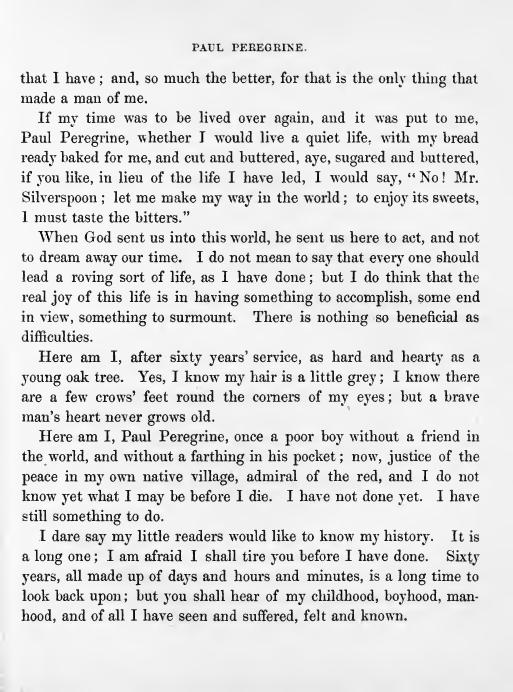 PAUL PEREGRINE.
that I have ; and, so much the better, for that is the only thing that
made a man of me.
If my time was to be lived over again, and it was put to me,
Paul Peregrine, whether I would live a quiet life, with my bread
ready baked for me, and cut and buttered, aye, sugared and buttered,
if you like, in lieu of the life I have led, I would say, “ No ! Mr.
Silverspoon ; let me make my way in the world ; to enjoy its sweets,
I must taste the bitters.”
When God sent us into this world, he sent us here to act, and not
to dream away our time. I do not mean to say that every one should
lead a roving sort of life, as I have done ; but I do think that the
real joy of this life is in having something to accomplish, some end
in view, something to surmount. There is nothing so beneficial as
difficulties.
Here am I, after sixty years’ service, as hard and hearty as a
young oak tree. Yes, I know my hair is a little grey ; I know there
are a few crows’ feet round the corners of my eyes ; but a brave
man’s heart never grows old.
Here am I, Paul Peregrine, once a poor boy without a friend in
the world, and without a farthing in his pocket ; now, justice of the
peace in my own native village, admiral of the red, and I do not
know yet what I may be before I die. I have not done yet. I have
still something to do.
I dare say my little readers would like to know my history. It is
a long one ; I am afraid I shall tire you before I have done. Sixty
years, all made up of days and hours and minutes, is a long time to
look back upon ; but you shall hear of my childhood, boyhood, man-
hood, and of all I have seen and suffered, felt and known.